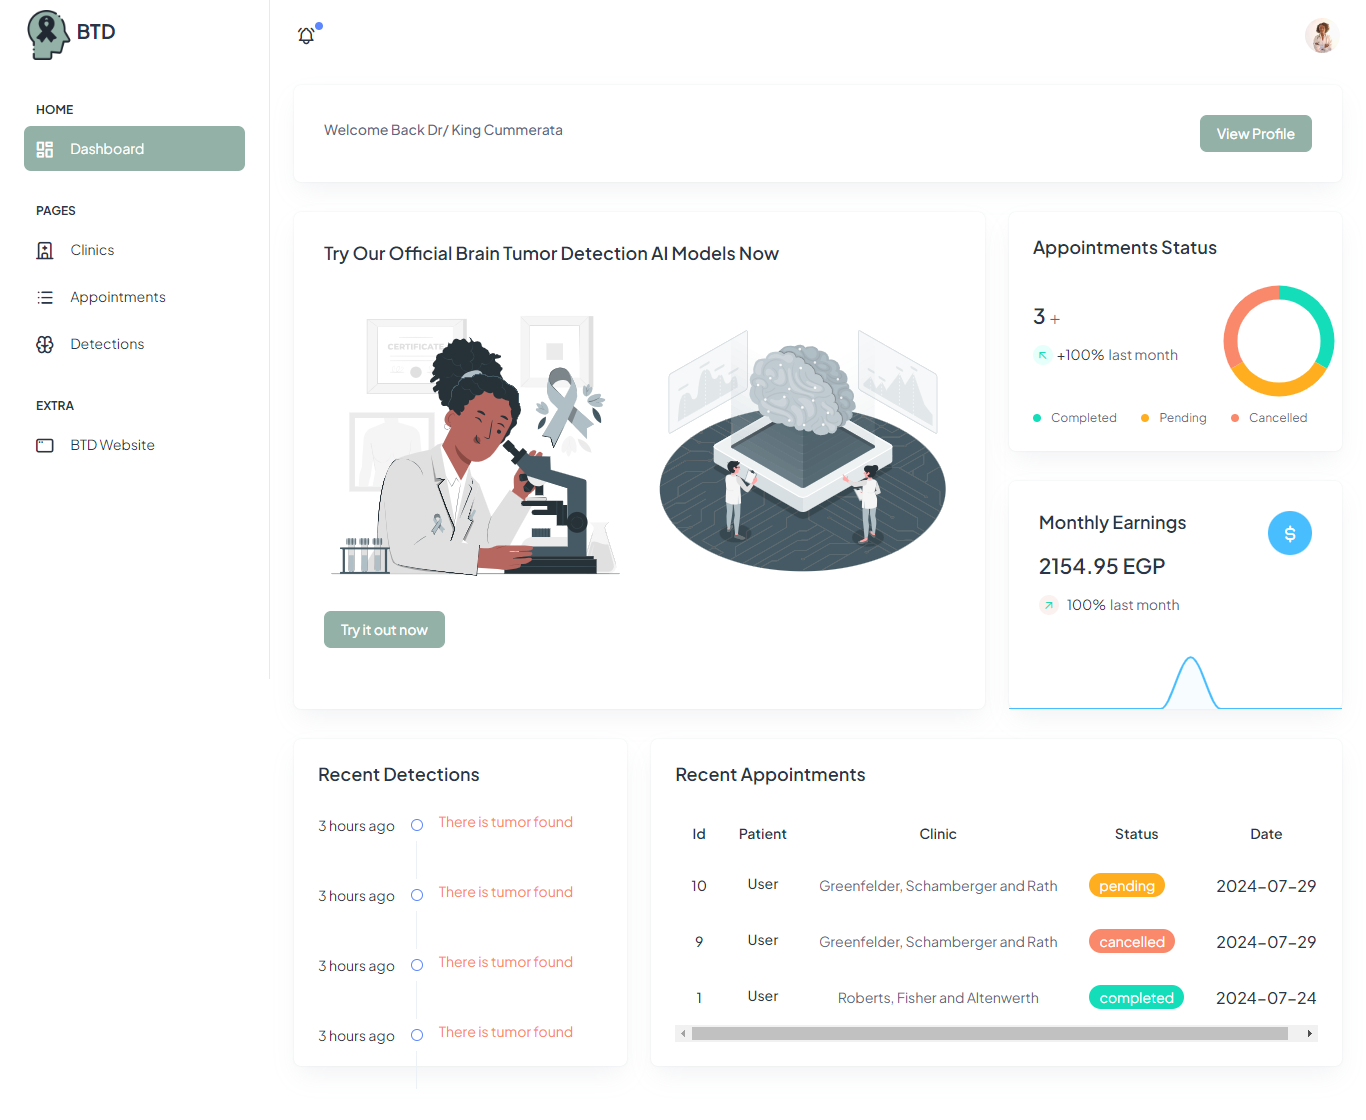 BTD
HOME
Dashboard
PAGES
Clinics
Appointments
Detections
EXTRA
BTD Website
Welcome Back Dr/ King Cummerata
View Profile
Try Our Official Brain Tumor Detection AI Models Now
CERTIFICATE
Try it out now
Appointments Status
3 +
+100% last month
Completed Pending Cancelled
Monthly Earnings
$
2154.95 EGP
100% last month
Recent Detections
3 hours ago There is tumor found
3 hours ago There is tumor found
3 hours ago There is tumor found
3 hours ago There is tumor found
Recent Appointments
Id Patient Clinic Status Date
10 User Greenfelder, Schamberger and Rath pending 2024-07-29
9 User Greenfelder, Schamberger and Rath cancelled 2024-07-29
1 User Roberts, Fisher and Altenwerth completed 2024-07-24